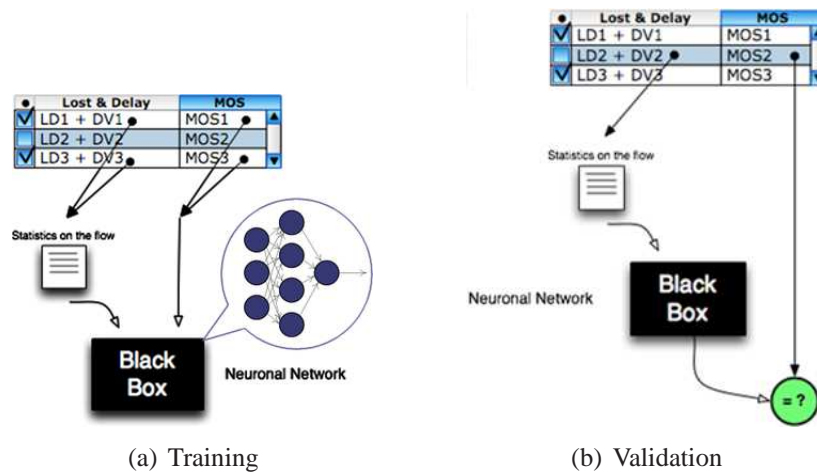 Lost & Delay MOS
LD1 + DV1 MOS1
LD2 + DV2 MOS2
LD3 + DV3 MOS3
Statistics on the flow
Black
Box
Neuronal Network
(a) Training
Lost & Delay MOS
LD1 + DV1 MOS1
LD2 + DV2 MOS2
LD3 + DV3 MOS3
Statistics on the flow
Neuronal Network
Black
Box
= ?
(b) Validation